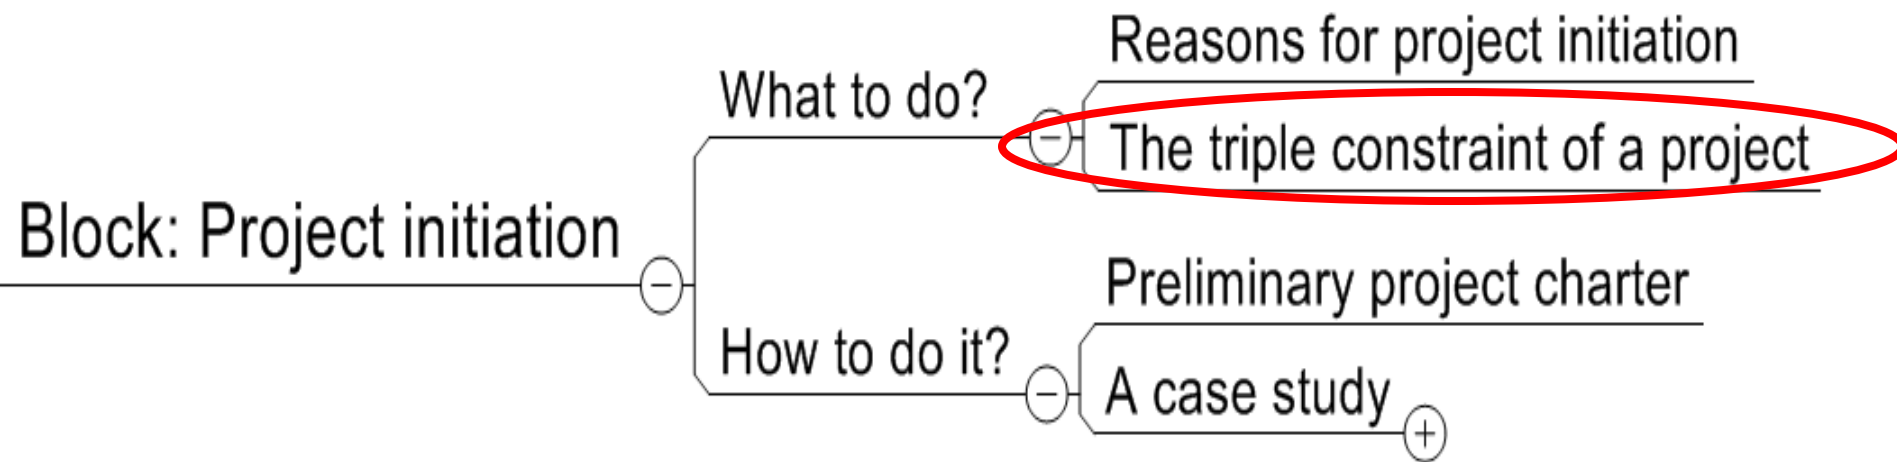 Block: Project initiation
What to do?
Reasons for project initiation
The triple constraint of a project
How to do it?
Preliminary project charter
A case study